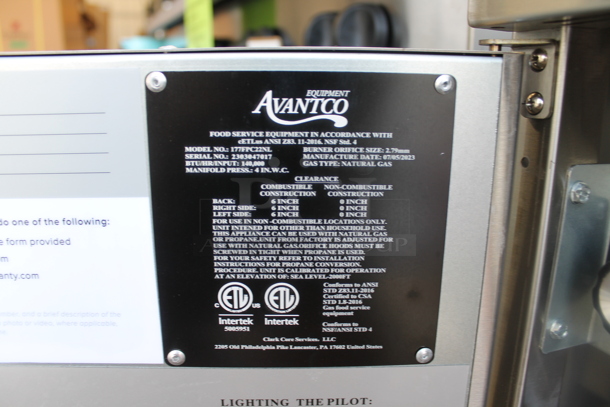 EQUIPMENT
AVANTCO
FOOD SERVICE EQUIPMENT IN ACCORDANCE WITH
cETLus ANSI Z83. 11-2016. NSF Std. 4
MODEL NO.: 177FPC22NL BURNER ORIFICE SIZE: 2.79mm
SERIAL NO.: 2303047017 MANUFACTURE DATE: 07/05/2023
BTU/HR/INPUT: 140,000 GAS TYPE: NATURAL GAS
MANIFOLD PRESS.: 4 IN.W.C.
CLEARANCE
COMBUSTIBLE NON-COMBUSTIBLE
CONSTRUCTION CONSTRUCTION
BACK: 6 INCH 0 INCH
RIGHT SIDE: 6 INCH 0 INCH
LEFT SIDE: 6 INCH 0 INCH
FOR USE IN NON-COMBUSTIBLE LOCATIONS ONLY.
UNIT INTENDED FOR OTHER THAN HOUSEHOLD USE.
THIS APPLIANCE CAN BE USED WITH NATURAL GAS
OR PROPANE.UNIT FROM FACTORY IS ADJUSTED FOR
USE WITH NATURAL GAS.ORIFICE HOODS MUST BE
SCREWED IN TIGHT WHEN PROPANE IS USED.
FOR YOUR SAFETY REFER TO INSTALLATION
INSTRUCTIONS FOR PROPANE CONVERSION.
PROCEDURE. UNIT IS CALIBRATED FOR OPERATION
AT AN ELEVATION OF: SEA LEVEL-2000FT
C ETL US ETL
Intertek Intertek
5005951
Conforms to ANSI
STD Z83.11-2016
Certified to CSA
STD 1.8-2016
Gas food service
equipment
Conforms to
NSF/ANSI STD 4
Clark Core Services. LLC
2205 Old Philadelphia Pike Lancaster, PA 17602 United States
LIGHTING THE PILOT:
do one of the following:
e form provided
om
anty.com